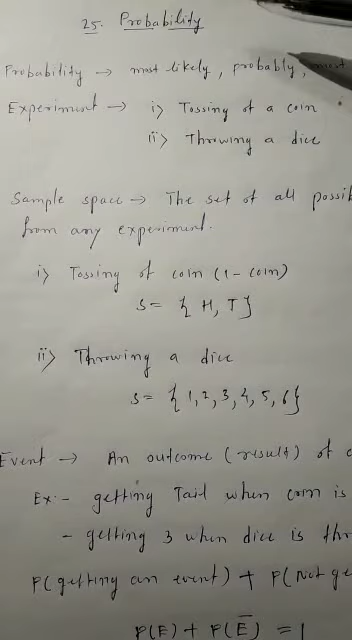 25. Probability
Probability → most likely, probably,
Experiment → i> Tossing of a coin
ii> Throwing a dice
Sample space → The set of all
from any experiment.
i> Tossing of coin (1-coin)
S = { H, T }
ii> Throwing a dice
S = { 1, 2, 3, 4, 5, 6 }
Event → An outcome (result) of
Ex:- getting Tail when coin is
- getting 3 when dice is
P(getting an event) + P(Not
P(E) + P(E̅) = 1